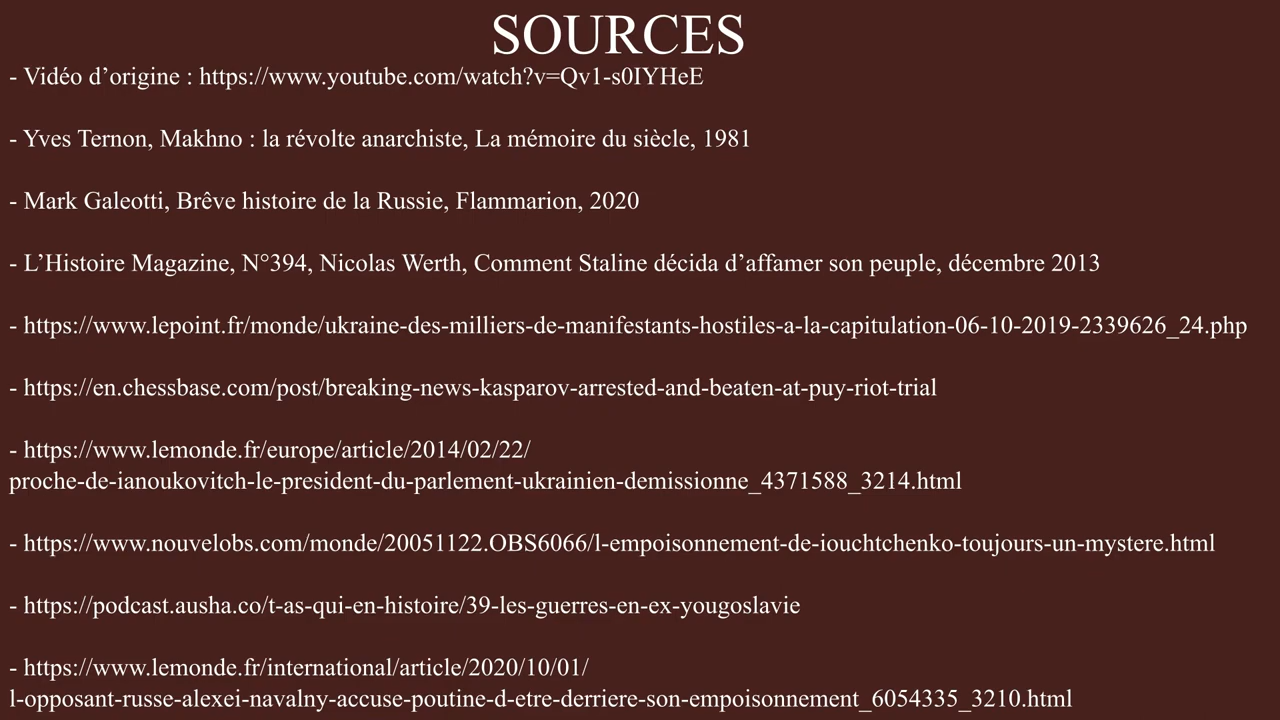 SOURCES
- Vidéo d’origine : https://www.youtube.com/watch?v=Qv1-s0IYHeE
- Yves Ternon, Makhno : la révolte anarchiste, La mémoire du siècle, 1981
- Mark Galeotti, Brêve histoire de la Russie, Flammarion, 2020
- L’Histoire Magazine, N°394, Nicolas Werth, Comment Staline décida d’affamer son peuple, décembre 2013
- https://www.lepoint.fr/monde/ukraine-des-milliers-de-manifestants-hostiles-a-la-capitulation-06-10-2019-2339626_24.php
- https://en.chessbase.com/post/breaking-news-kasparov-arrested-and-beaten-at-puy-riot-trial
- https://www.lemonde.fr/europe/article/2014/02/22/
proche-de-ianoukovitch-le-president-du-parlement-ukrainien-demissionne_4371588_3214.html
- https://www.nouvelobs.com/monde/20051122.OBS6066/l-empoisonnement-de-iouchtchenko-toujours-un-mystere.html
- https://podcast.ausha.co/t-as-qui-en-histoire/39-les-guerres-en-ex-yougoslavie
- https://www.lemonde.fr/international/article/2020/10/01/
l-opposant-russe-alexei-navalny-accuse-poutine-d-etre-derriere-son-empoisonnement_6054335_3210.html